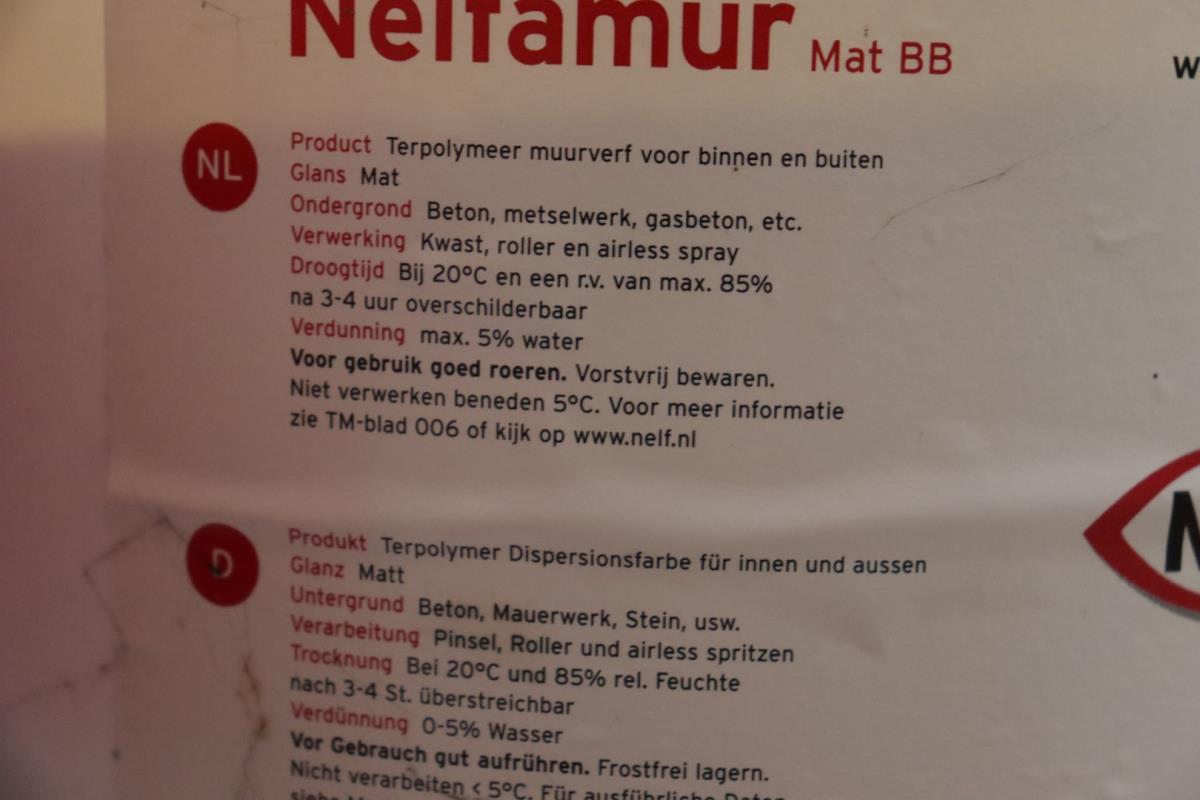 Nelfamur Mat BB
w
NL
Product Terpolymeer muurverf voor binnen en buiten
Glans Mat
Ondergrond Beton, metselwerk, gasbeton, etc.
Verwerking Kwast, roller en airless spray
Droogtijd Bij 20°C en een r.v. van max. 85%
na 3-4 uur overschilderbaar
Verdunning max. 5% water
Voor gebruik goed roeren. Vorstvrij bewaren.
Niet verwerken beneden 5°C. Voor meer informatie
zie TM-blad 006 of kijk op www.nelf.nl
D
Produkt Terpolymer Dispersionsfarbe für innen und aussen
Glanz Matt
Untergrund Beton, Mauerwerk, Stein, usw.
Verarbeitung Pinsel, Roller und airless spritzen
Trocknung Bei 20°C und 85% rel. Feuchte
nach 3-4 St. überstreichbar
Verdünnung 0-5% Wasser
Vor Gebrauch gut aufrühren. Frostfrei lagern.
Nicht verarbeiten < 5°C. Für ausführliche Daten